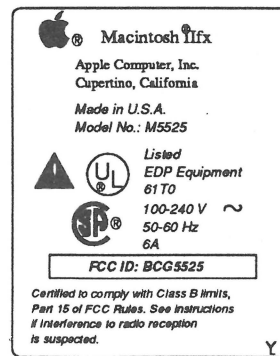 ® Macintosh IIfx
Apple Computer, Inc.
Cupertino, California
Made in U.S.A.
Model No.: M5525
Listed
UL ®
EDP Equipment
61T0
SP ®
100-240 V ~
50-60 Hz
6A
FCC ID: BCG5525
Certified to comply with Class B limits,
Part 15 of FCC Rules. See instructions
if interference to radio reception
is suspected.
Y